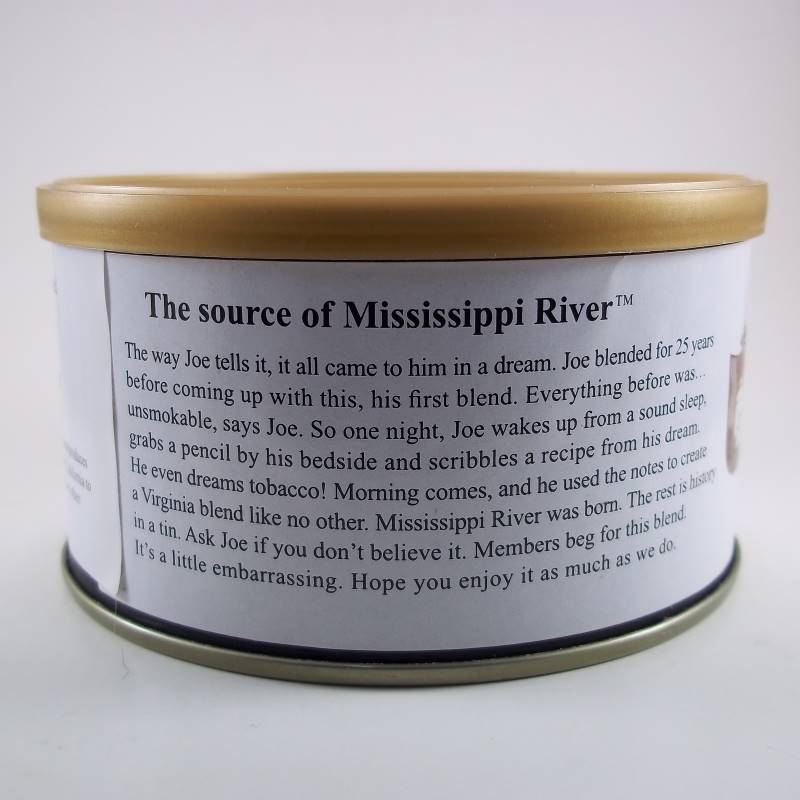 The source of Mississippi River™
The way Joe tells it, it all came to him in a dream. Joe blended for 25 years
before coming up with this, his first blend. Everything before was...
unsmokable, says Joe. So one night, Joe wakes up from a sound sleep,
grabs a pencil by his bedside and scribbles a recipe from his dream.
He even dreams tobacco! Morning comes, and he used the notes to create
a Virginia blend like no other. Mississippi River was born. The rest is history
in a tin. Ask Joe if you don't believe it. Members beg for this blend.
It's a little embarrassing. Hope you enjoy it as much as we do.